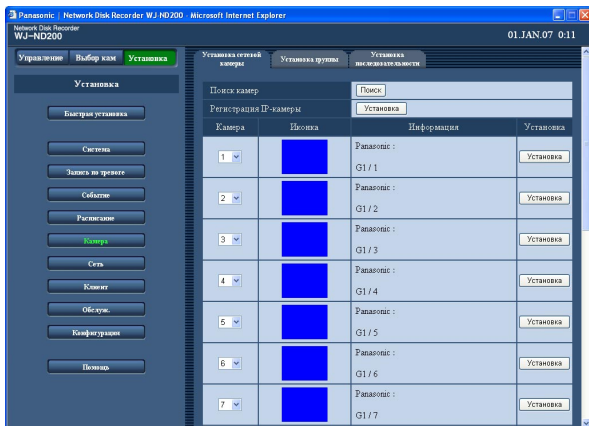 Panasonic | Network Disk Recorder WJ-ND200 - Microsoft Internet Explorer
Network Disk Recorder
WJ-ND200
01.JAN.07 0:11
Управление Выбор кам Установка
Установка сетевой камеры
Установка группы
Установка последовательности
Установка
Быстрая установка
Система
Запись по тревоге
Событие
Расписание
Камера
Сеть
Клиент
Обслуж.
Конфигурация
Помощь
Поиск камер Поиск
Регистрация IP-камеры Установка
Камера Иконка Информация Установка
1 Panasonic : Установка
G1 / 1
2 Panasonic : Установка
G1 / 2
3 Panasonic : Установка
G1 / 3
4 Panasonic : Установка
G1 / 4
5 Panasonic : Установка
G1 / 5
6 Panasonic : Установка
G1 / 6
7 Panasonic : Установка
G1 / 7